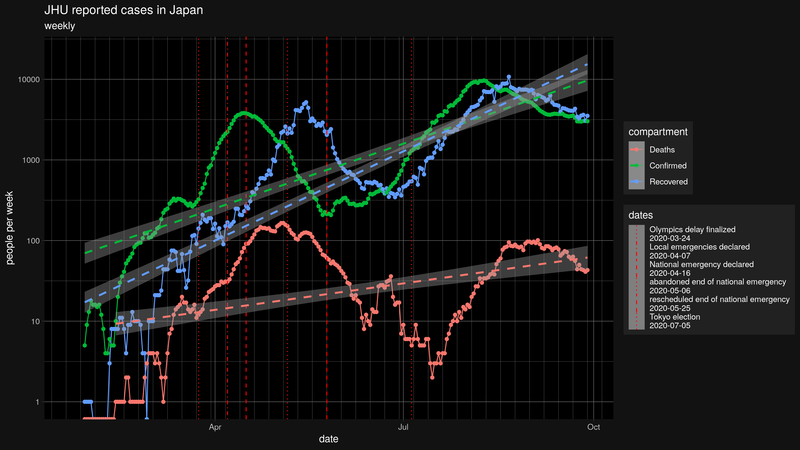 JHU reported cases in Japan
weekly
people per week
10000
1000
100
10
1
Apr
Jul
Oct
date
compartment
Deaths
Confirmed
Recovered
dates
Olympics delay finalized
2020-03-24
Local emergencies declared
2020-04-07
National emergency declared
2020-04-16
abandoned end of national emergency
2020-05-06
rescheduled end of national emergency
2020-05-25
Tokyo election
2020-07-05